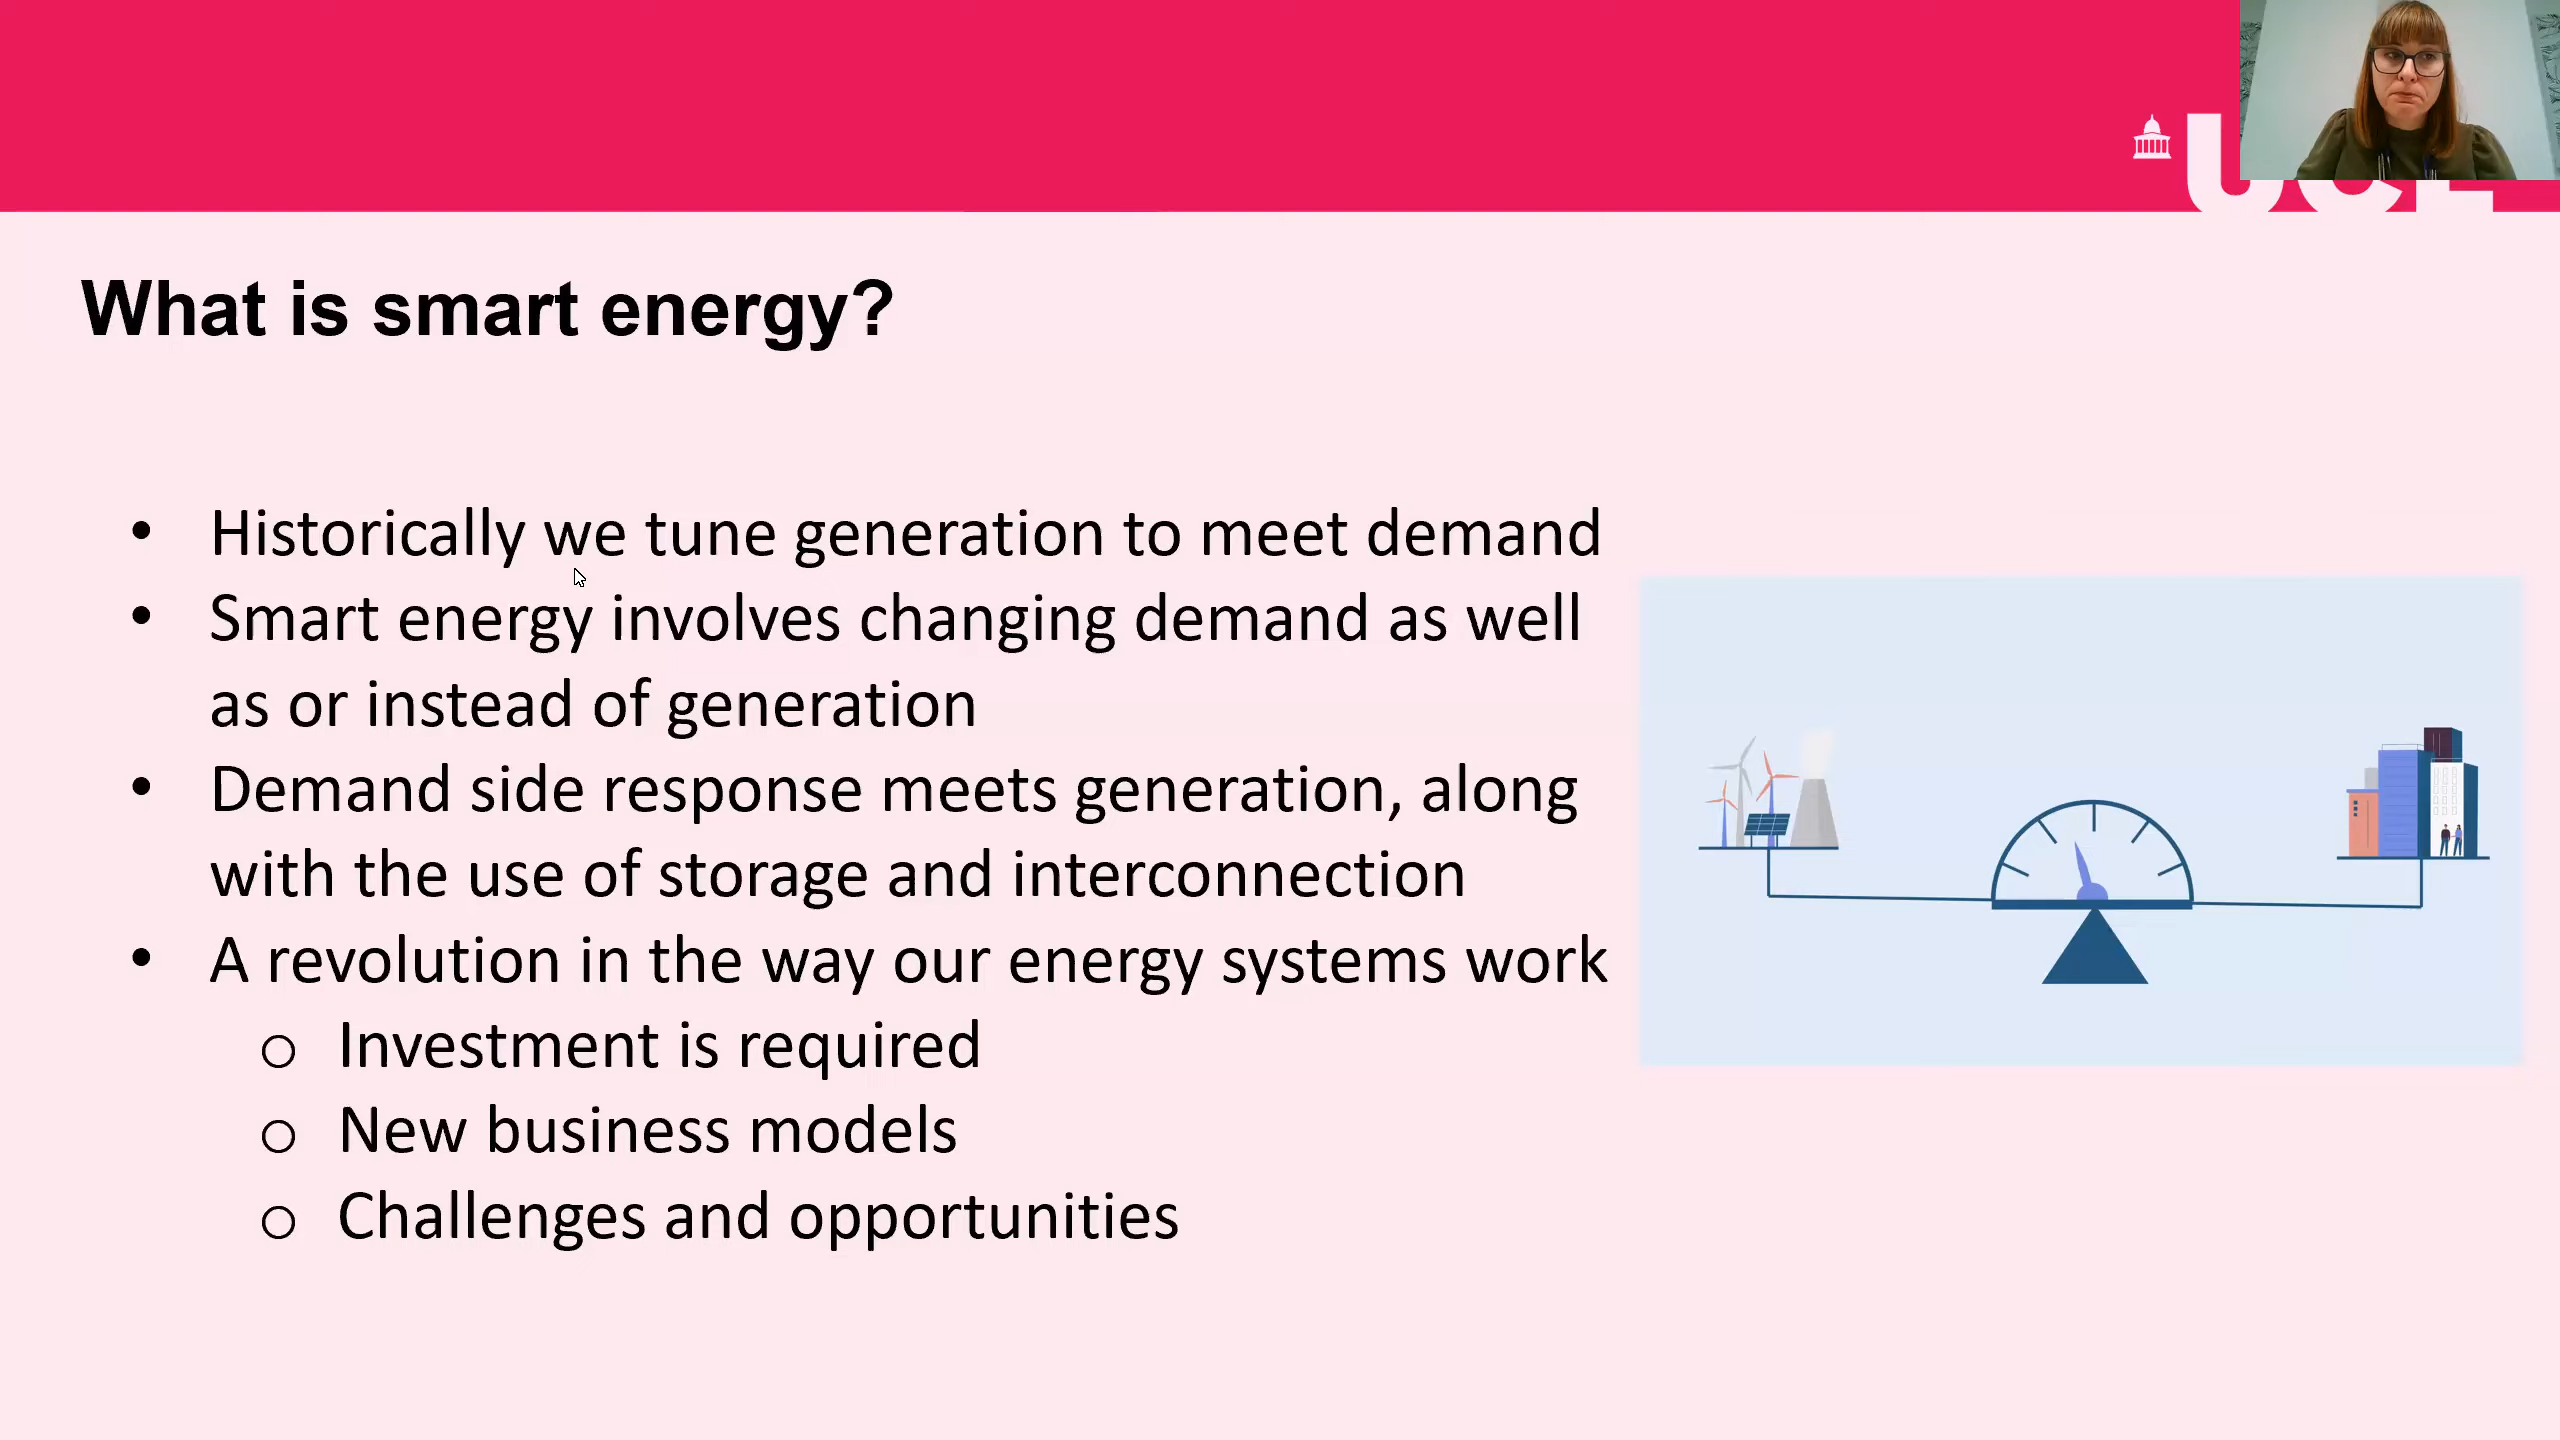 UCL
What is smart energy?
• Historically we tune generation to meet demand
• Smart energy involves changing demand as well
as or instead of generation
• Demand side response meets generation, along
with the use of storage and interconnection
• A revolution in the way our energy systems work
o Investment is required
o New business models
o Challenges and opportunities